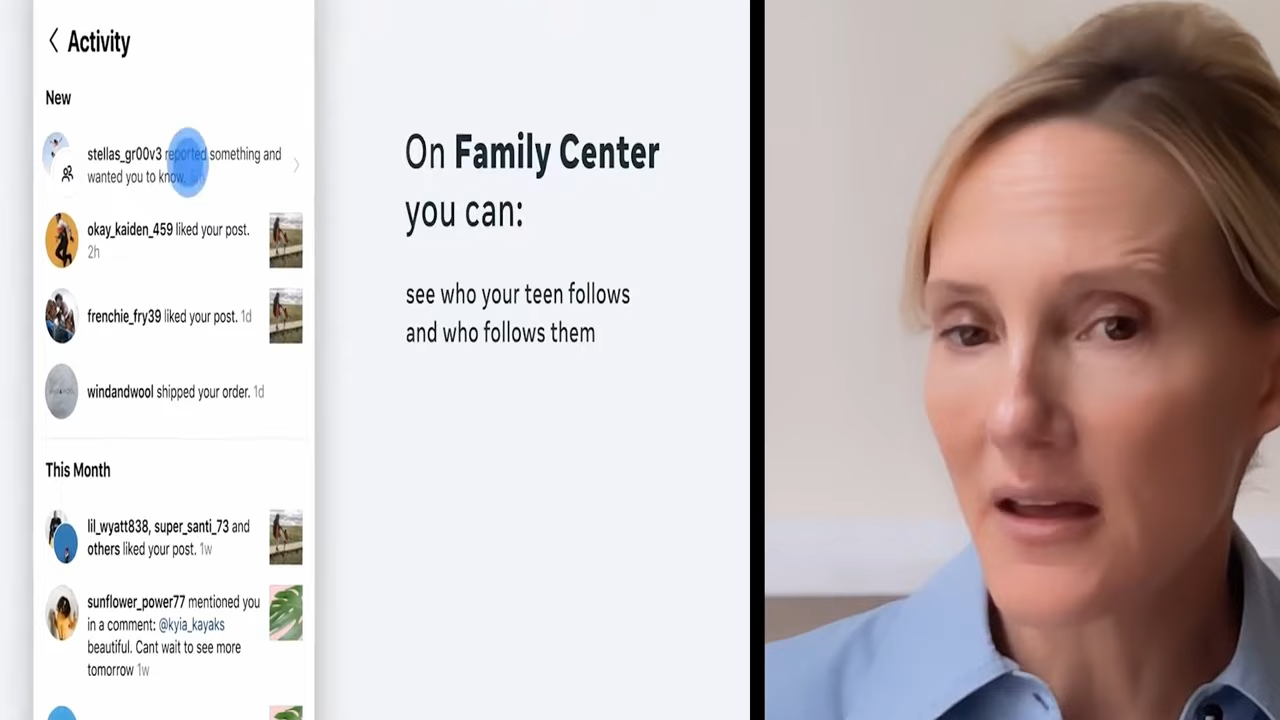 Activity
New
stellas_gr00v3 reported something and
wanted you to know.
okay_kaiden_459 liked your post.
2h
frenchie_fry39 liked your post. 1d
windandwool shipped your order. 1d
This Month
lil_wyatt838, super_santi_73 and
others liked your post. 1w
sunflower_power77 mentioned you
in a comment: @kyia_kayaks
beautiful. Cant wait to see more
tomorrow 1w
On Family Center
you can:
see who your teen follows
and who follows them